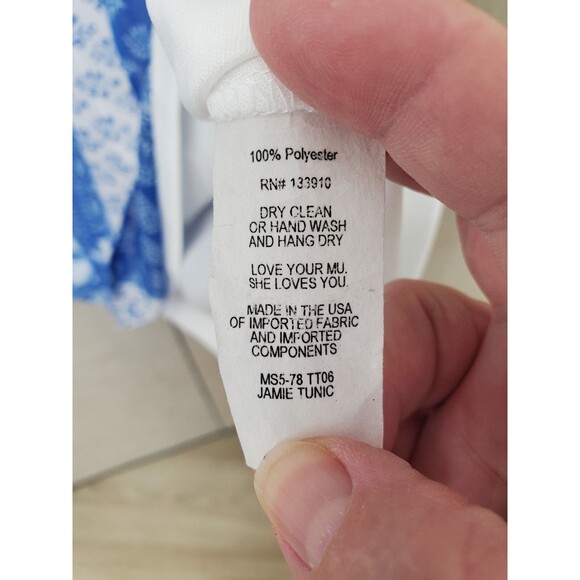 100% Polyester
RN# 133910
DRY CLEAN
OR HAND WASH
AND HANG DRY
LOVE YOUR MU.
SHE LOVES YOU.
MADE IN THE USA
OF IMPORTED FABRIC
AND IMPORTED
COMPONENTS
MS5-78 TT06
JAMIE TUNIC